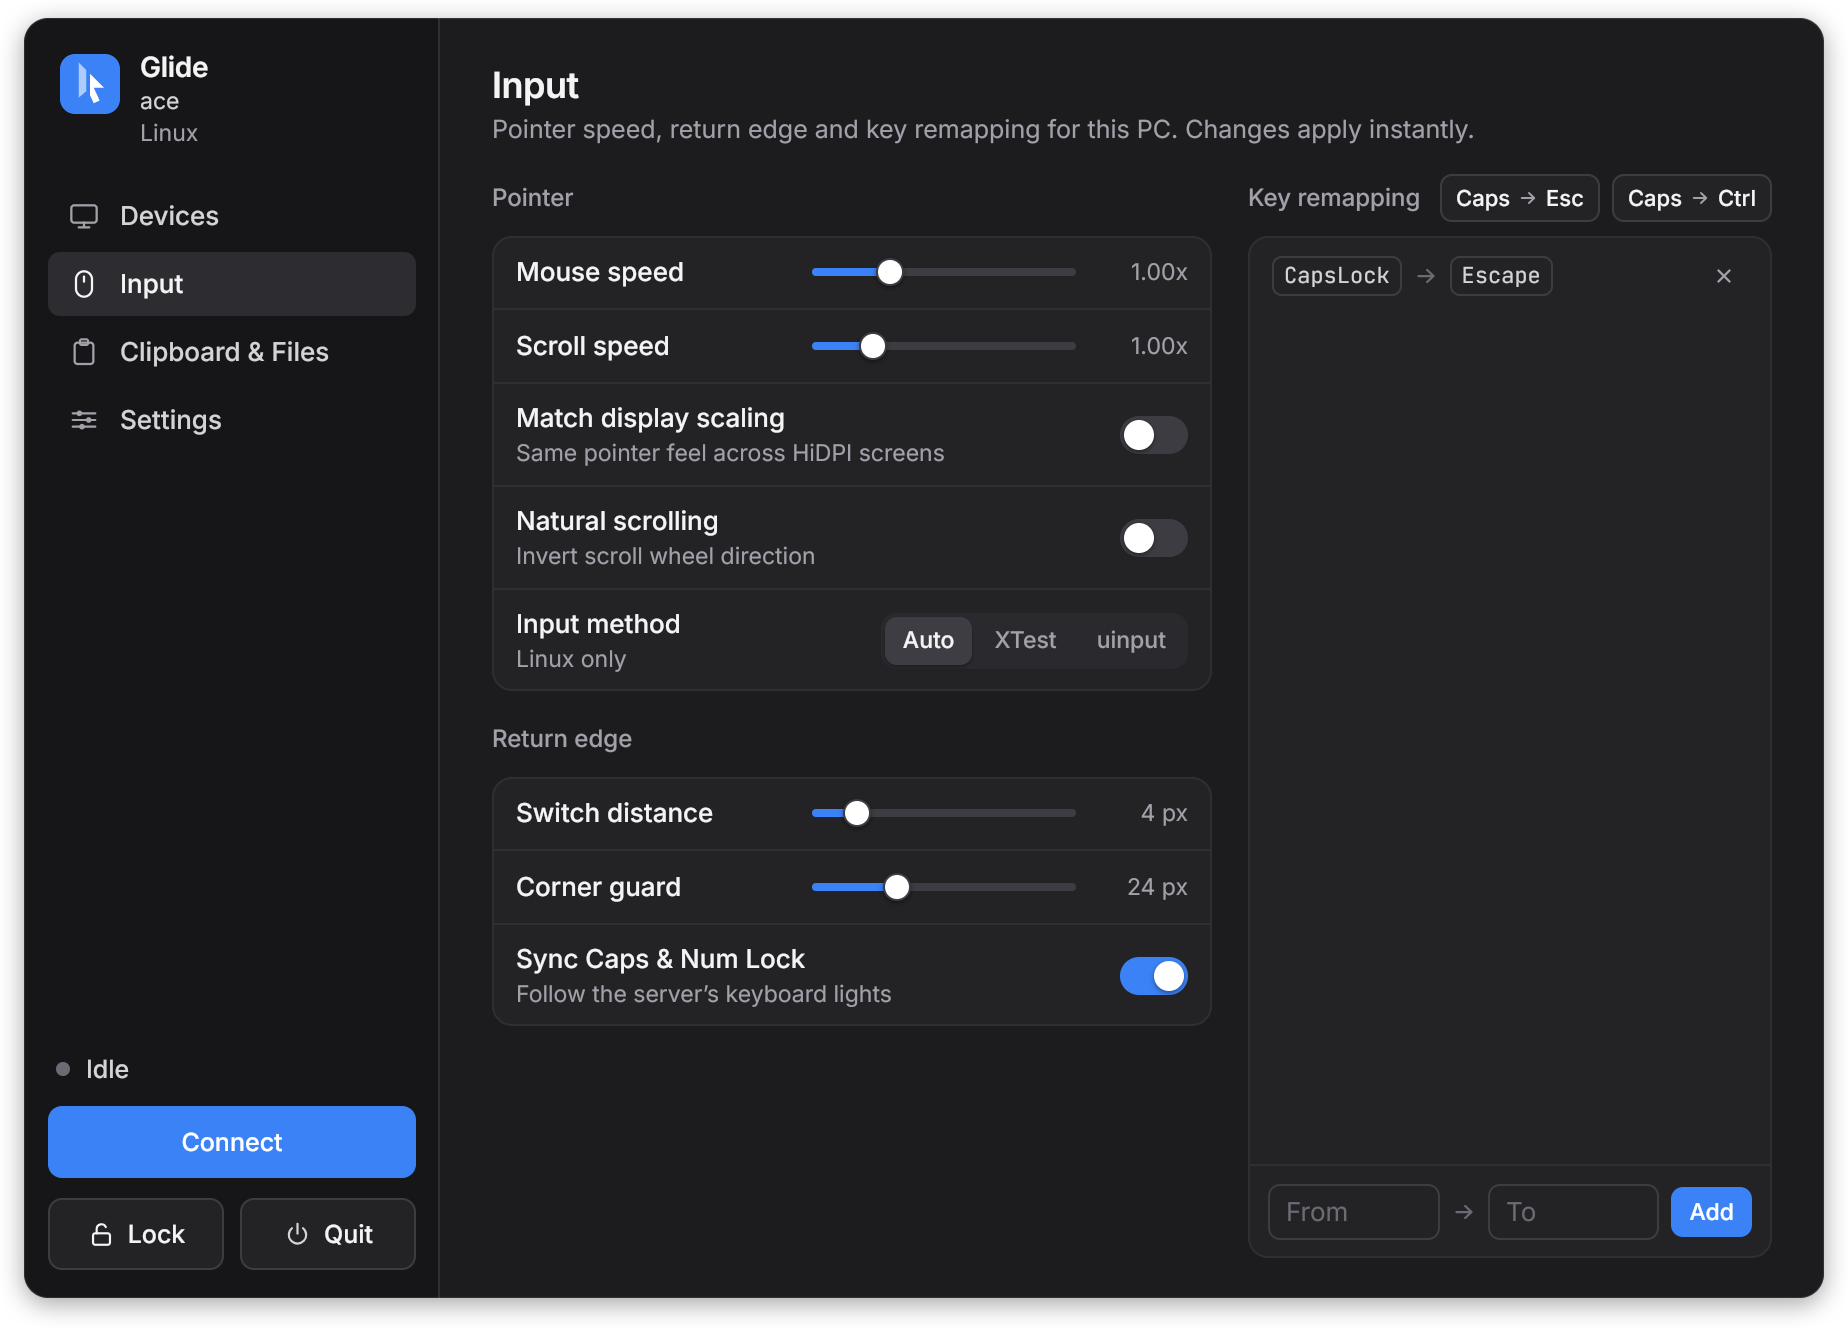 Glide
ace
Linux
Devices
Input
Clipboard & Files
Settings
Idle
Connect
Lock
Quit
Input
Pointer speed, return edge and key remapping for this PC. Changes apply instantly.
Pointer
Mouse speed 1.00x
Scroll speed 1.00x
Match display scaling
Same pointer feel across HiDPI screens
Natural scrolling
Invert scroll wheel direction
Input method
Linux only
Auto XTest uinput
Return edge
Switch distance 4 px
Corner guard 24 px
Sync Caps & Num Lock
Follow the server’s keyboard lights
Key remapping Caps → Esc Caps → Ctrl
CapsLock → Escape ×
From → To Add